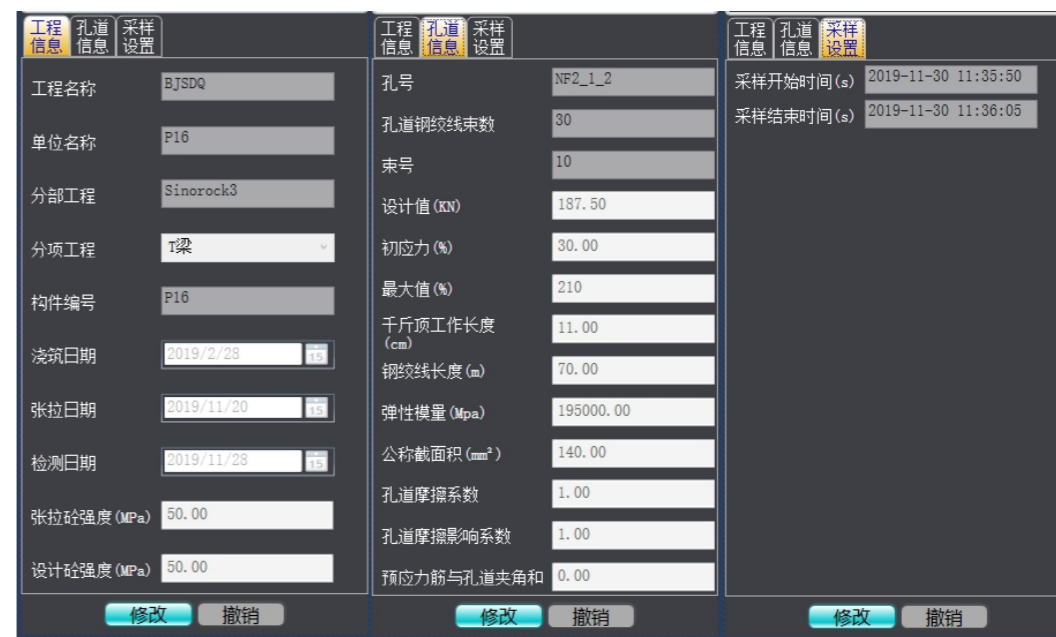 工程信息 孔道信息 采样设置
工程名称 BJSDQ
单位名称 P16
分部工程 Sinorock3
分项工程 T梁
构件编号 P16
浇筑日期 2019/2/28 15
张拉日期 2019/11/20 15
检测日期 2019/11/28 15
张拉砼强度(MPa) 50.00
设计砼强度(MPa) 50.00
修改 撤销
工程信息 孔道信息 采样设置
孔号 NF2_1_2
孔道钢绞线束数 30
束号 10
设计值(KN) 187.50
初应力(%) 30.00
最大值(%) 210
千斤顶工作长度(cm) 11.00
钢绞线长度(m) 70.00
弹性模量(Mpa) 195000.00
公称截面积(mm²) 140.00
孔道摩擦系数 1.00
孔道摩擦影响系数 1.00
预应力筋与孔道夹角和 0.00
修改 撤销
工程信息 孔道信息 采样设置
采样开始时间(s) 2019-11-30 11:35:50
采样结束时间(s) 2019-11-30 11:36:05
修改 撤销